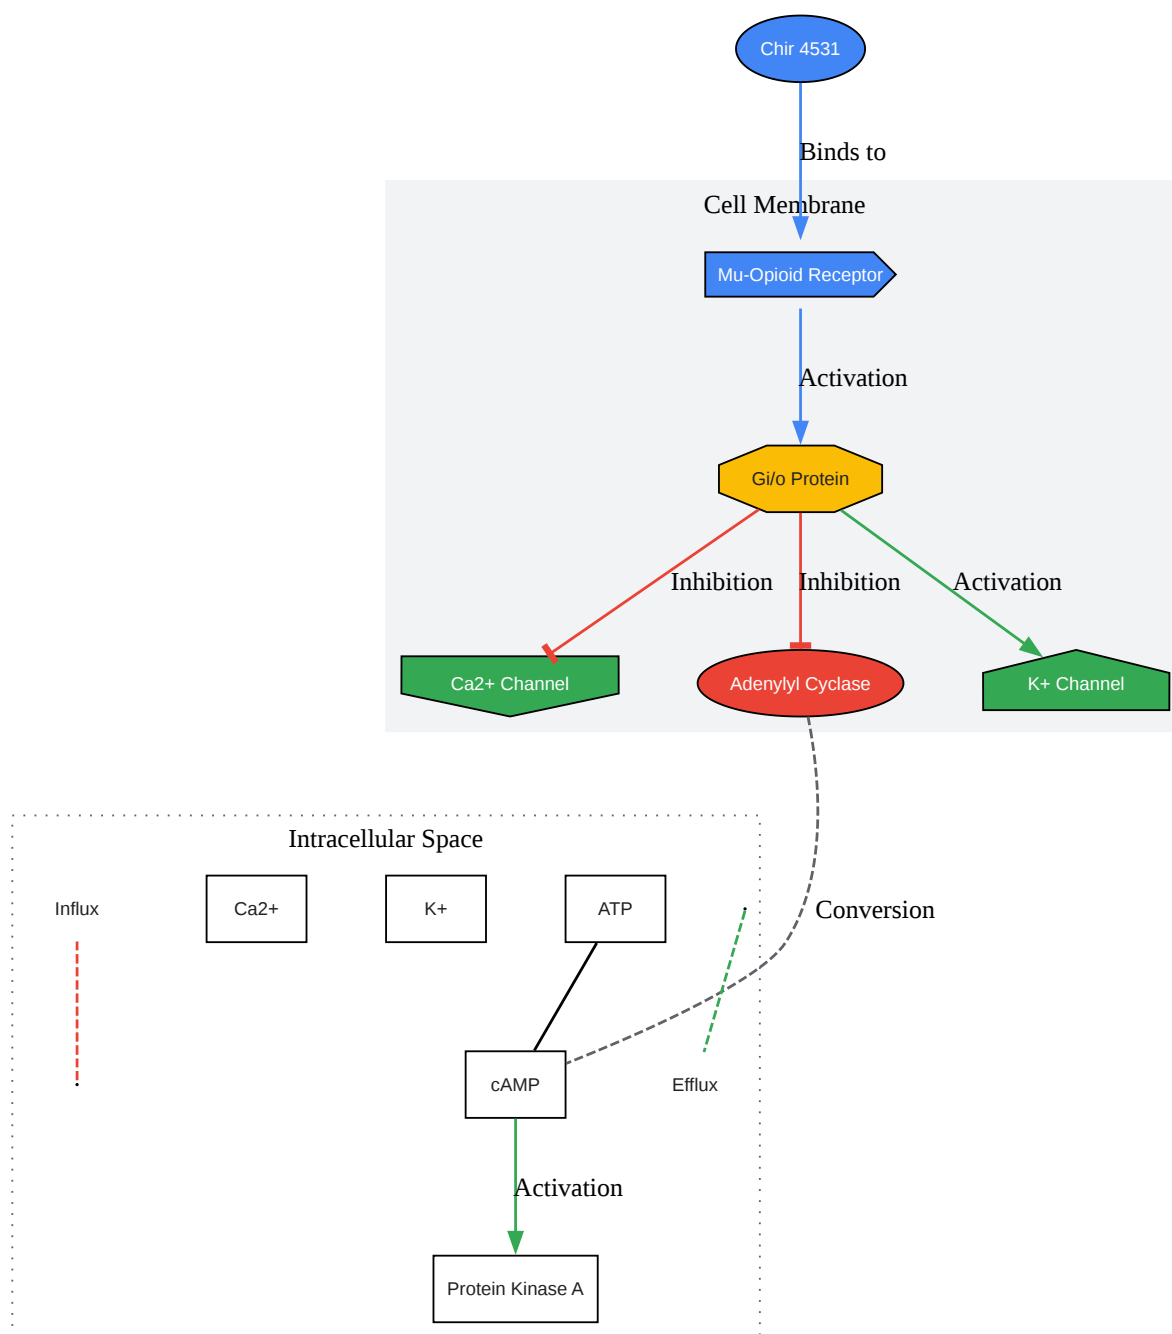 Chir 4531
Binds to
Cell Membrane
Mu-Opioid Receptor
Activation
Gi/o Protein
Inhibition
Inhibition
Activation
Ca2+ Channel
Adenylyl Cyclase
K+ Channel
Intracellular Space
Influx
Ca2+
K+
ATP
Conversion
cAMP
Efflux
Activation
Protein Kinase A